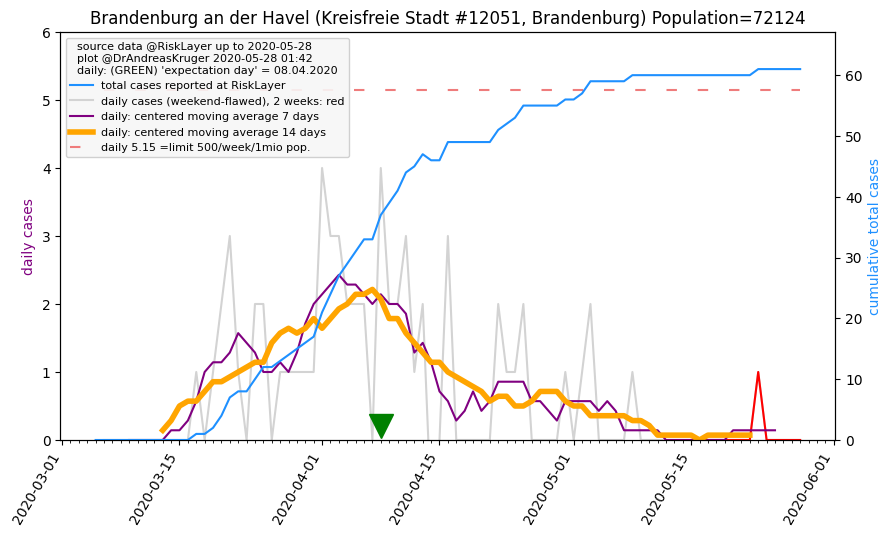 Brandenburg an der Havel (Kreisfreie Stadt #12051, Brandenburg) Population=72124
source data @RiskLayer up to 2020-05-28
plot @DrAndreasKruger 2020-05-28 01:42
daily: (GREEN) 'expectation day' = 08.04.2020
total cases reported at RiskLayer
daily cases (weekend-flawed), 2 weeks: red
daily: centered moving average 7 days
daily: centered moving average 14 days
daily 5.15 =limit 500/week/1mio pop.
daily cases
6
5
4
3
2
1
0
cumulative total cases
60
50
40
30
20
10
0
2020-03-01
2020-03-15
2020-04-01
2020-04-15
2020-05-01
2020-05-15
2020-06-01